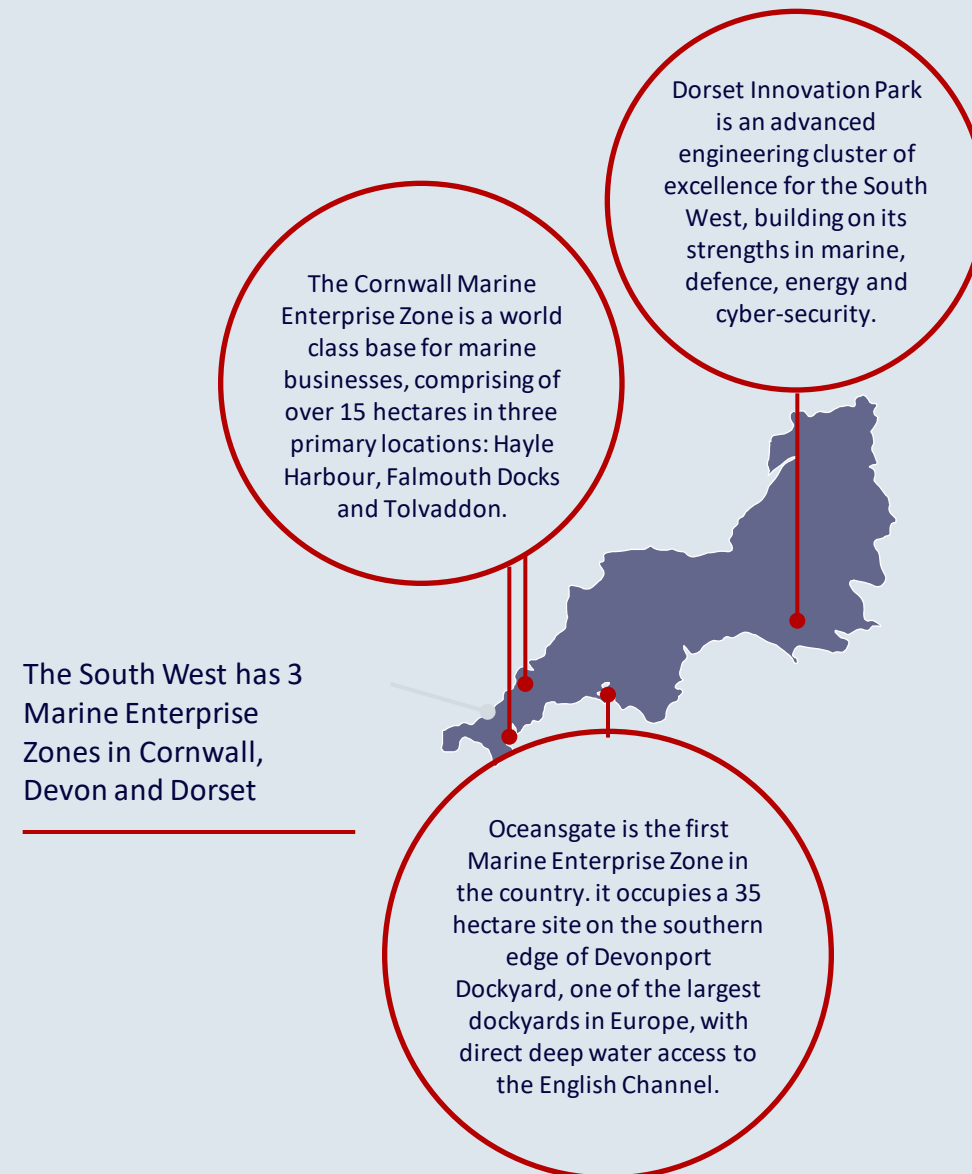 Dorset Innovation Park
is an advanced
engineering cluster of
excellence for the South
West, building on its
strengths in marine,
defence, energy and
cyber-security.
The Cornwall Marine
Enterprise Zone is a world
class base for marine
businesses, comprising of
over 15 hectares in three
primary locations: Hayle
Harbour, Falmouth Docks
and Tolvaddon.
The South West has 3
Marine Enterprise
Zones in Cornwall,
Devon and Dorset
Oceansgate is the first
Marine Enterprise Zone in
the country. it occupies a 35
hectare site on the southern
edge of Devonport
Dockyard, one of the largest
dockyards in Europe, with
direct deep water access to
the English Channel.